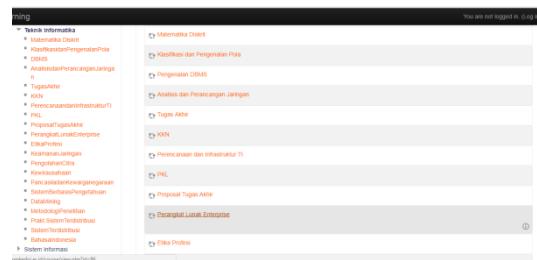 rning
You are not logged in. (Log i
Teknik Informatika
Matematika Diskrit
KlasifikasidanPengenalanPola
DBMS
AnalisisdanPerancanganJaringa
n
TugasAkhir
KKN
PerencanaandanInfrastrukturTI
PKL
ProposalTugasAkhir
PerangkatLunakEnterprise
EtikaProfesi
KeamananJaringan
PengolahanCitra
Kewirausahaan
PancasiladanKewarganegaraan
SistemBerbasisPengetahuan
DataMining
MetodologiPenelitian
Prakt.SistemTerdistribusi
SistemTerdistribusi
BahasaIndonesia
Sistem Informasi
Matematika Diskrit
Klasifikasi dan Pengenalan Pola
Pengenalan DBMS
Analisis dan Perancangan Jaringan
Tugas Akhir
KKN
Perencanaan dan Infrastruktur TI
PKL
Proposal Tugas Akhir
Perangkat Lunak Enterprise
Etika Profesi